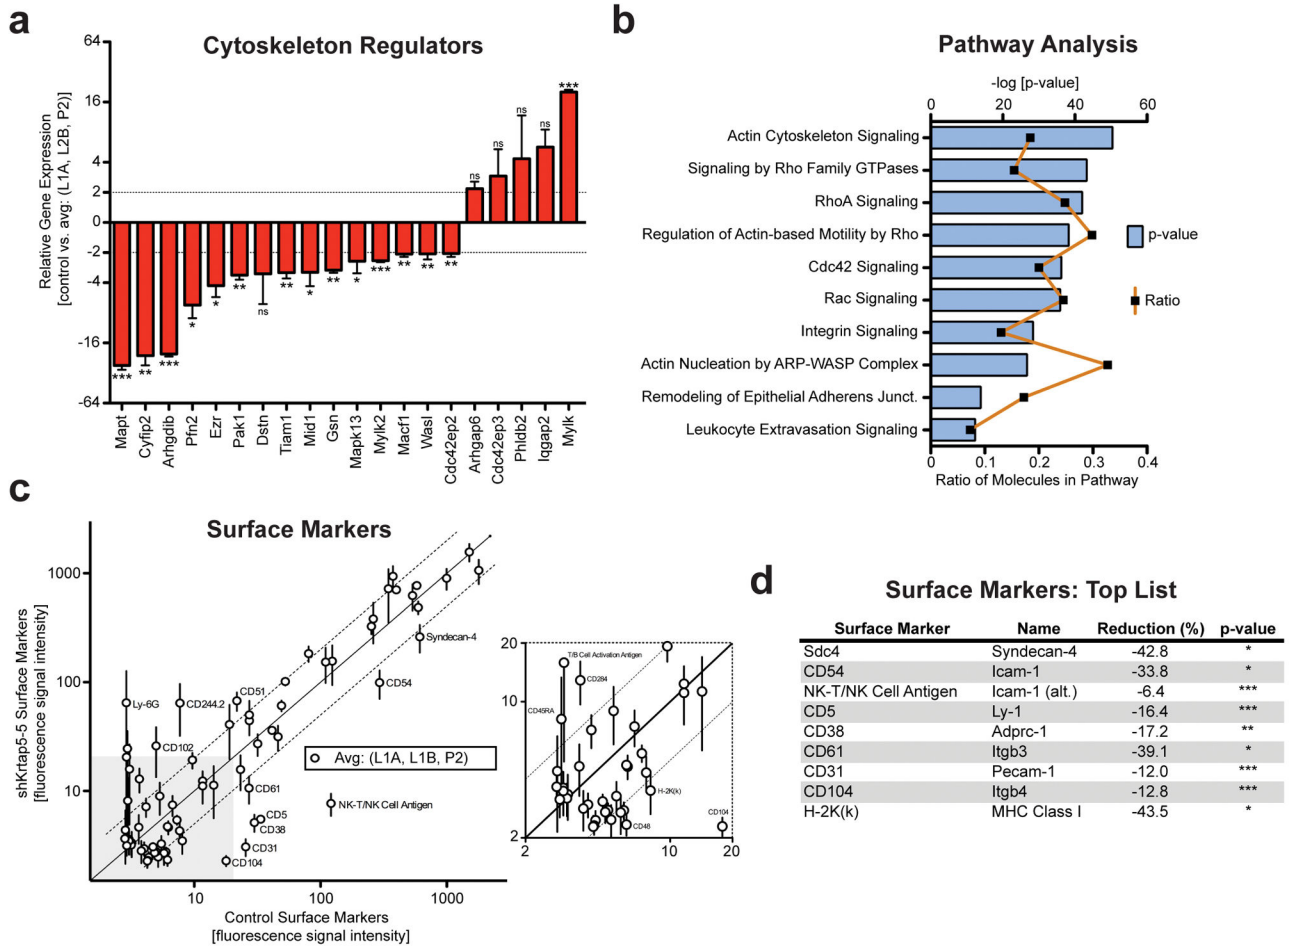 a
Cytoskeleton Regulators
Relative Gene Expression
[control vs. avg: (L1A, L2B, P2)]
64
16
4
2
0
-2
-4
-16
-64
***
**
***
*
*
**
ns
**
*
**
*
***
**
**
**
ns
ns
ns
ns
***
Mapt
Cyfip2
Arhgdib
Pfn2
Ezr
Pak1
Dstn
Tiam1
Mid1
Gsn
Mapk13
Mylk2
Macf1
Wasl
Cdc42ep2
Arhgap6
Cdc42ep3
Phldb2
Iqgap2
Mylk
b
Pathway Analysis
-log [p-value]
0 20 40 60
Actin Cytoskeleton Signaling
Signaling by Rho Family GTPases
RhoA Signaling
Regulation of Actin-based Motility by Rho
Cdc42 Signaling
Rac Signaling
Integrin Signaling
Actin Nucleation by ARP-WASP Complex
Remodeling of Epithelial Adherens Junct.
Leukocyte Extravasation Signaling
p-value
Ratio
0 0.1 0.2 0.3 0.4
Ratio of Molecules in Pathway
c
Surface Markers
shKrtap5-5 Surface Markers
[fluorescence signal intensity]
1000
100
10
Syndecan-4
CD54
CD51
Ly-6G
CD244.2
CD102
Avg: (L1A, L1B, P2)
CD61
NK-T/NK Cell Antigen
CD5
CD38
CD31
CD104
10 100 1000
Control Surface Markers
[fluorescence signal intensity]
20
10
2
T/B Cell Activation Antigen
CD284
CD45RA
H-2K(k)
CD48
CD104
2 10 20
d
Surface Markers: Top List
Surface Marker Name Reduction (%) p-value
Sdc4 Syndecan-4 -42.8 *
CD54 Icam-1 -33.8 *
NK-T/NK Cell Antigen Icam-1 (alt.) -6.4 ***
CD5 Ly-1 -16.4 ***
CD38 Adprc-1 -17.2 **
CD61 Itgb3 -39.1 *
CD31 Pecam-1 -12.0 ***
CD104 Itgb4 -12.8 ***
H-2K(k) MHC Class I -43.5 *